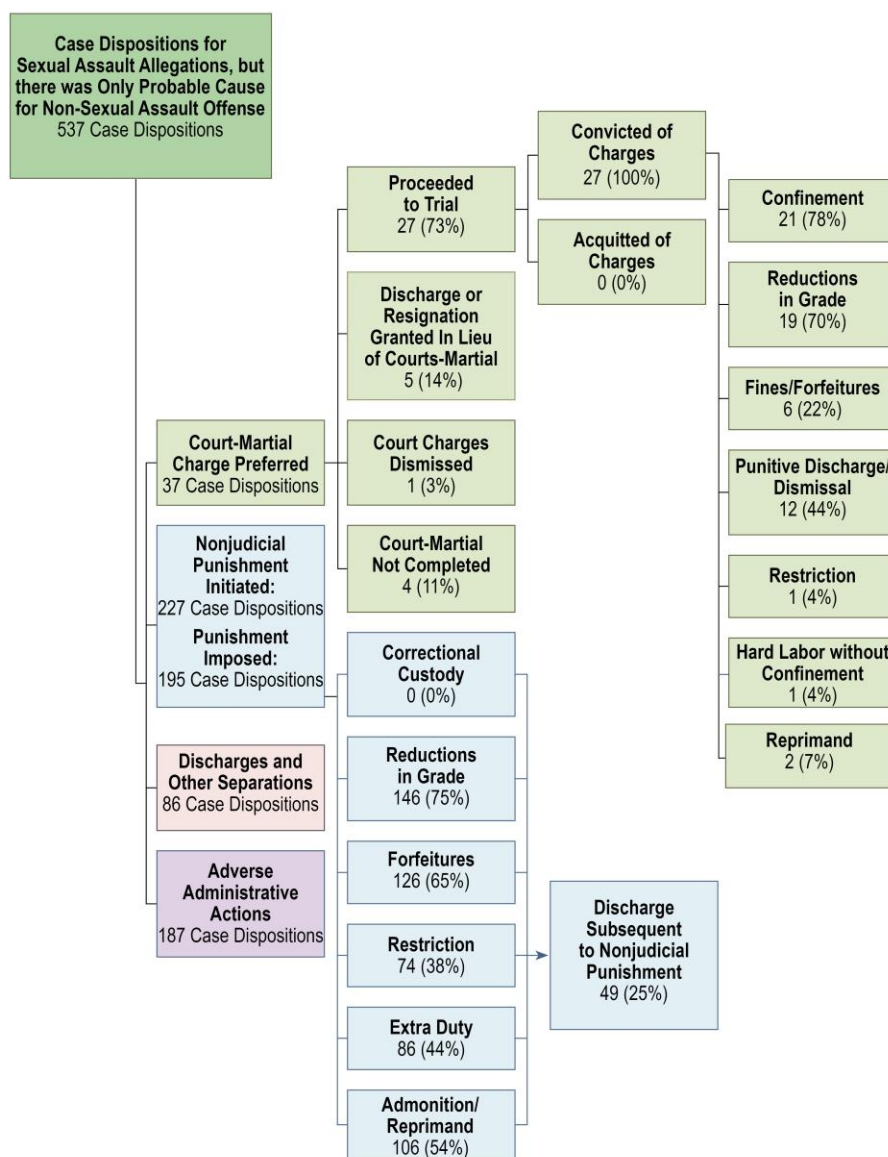 Case Dispositions for
Sexual Assault Allegations, but
there was Only Probable Cause
for Non-Sexual Assault Offense
537 Case Dispositions
Court-Martial
Charge Preferred
37 Case Dispositions
Nonjudicial
Punishment
Initiated:
227 Case Dispositions
Punishment
Imposed:
195 Case Dispositions
Discharges and
Other Separations
86 Case Dispositions
Adverse
Administrative
Actions
187 Case Dispositions
Proceeded
to Trial
27 (73%)
Discharge or
Resignation
Granted In Lieu
of Courts-Martial
5 (14%)
Court Charges
Dismissed
1 (3%)
Court-Martial
Not Completed
4 (11%)
Convicted of
Charges
27 (100%)
Acquitted of
Charges
0 (0%)
Confinement
21 (78%)
Reductions
in Grade
19 (70%)
Fines/Forfeitures
6 (22%)
Punitive Discharge/
Dismissal
12 (44%)
Restriction
1 (4%)
Hard Labor without
Confinement
1 (4%)
Reprimand
2 (7%)
Correctional
Custody
0 (0%)
Reductions
in Grade
146 (75%)
Forfeitures
126 (65%)
Restriction
74 (38%)
Extra Duty
86 (44%)
Admonition/
Reprimand
106 (54%)
Discharge
Subsequent
to Nonjudicial
Punishment
49 (25%)